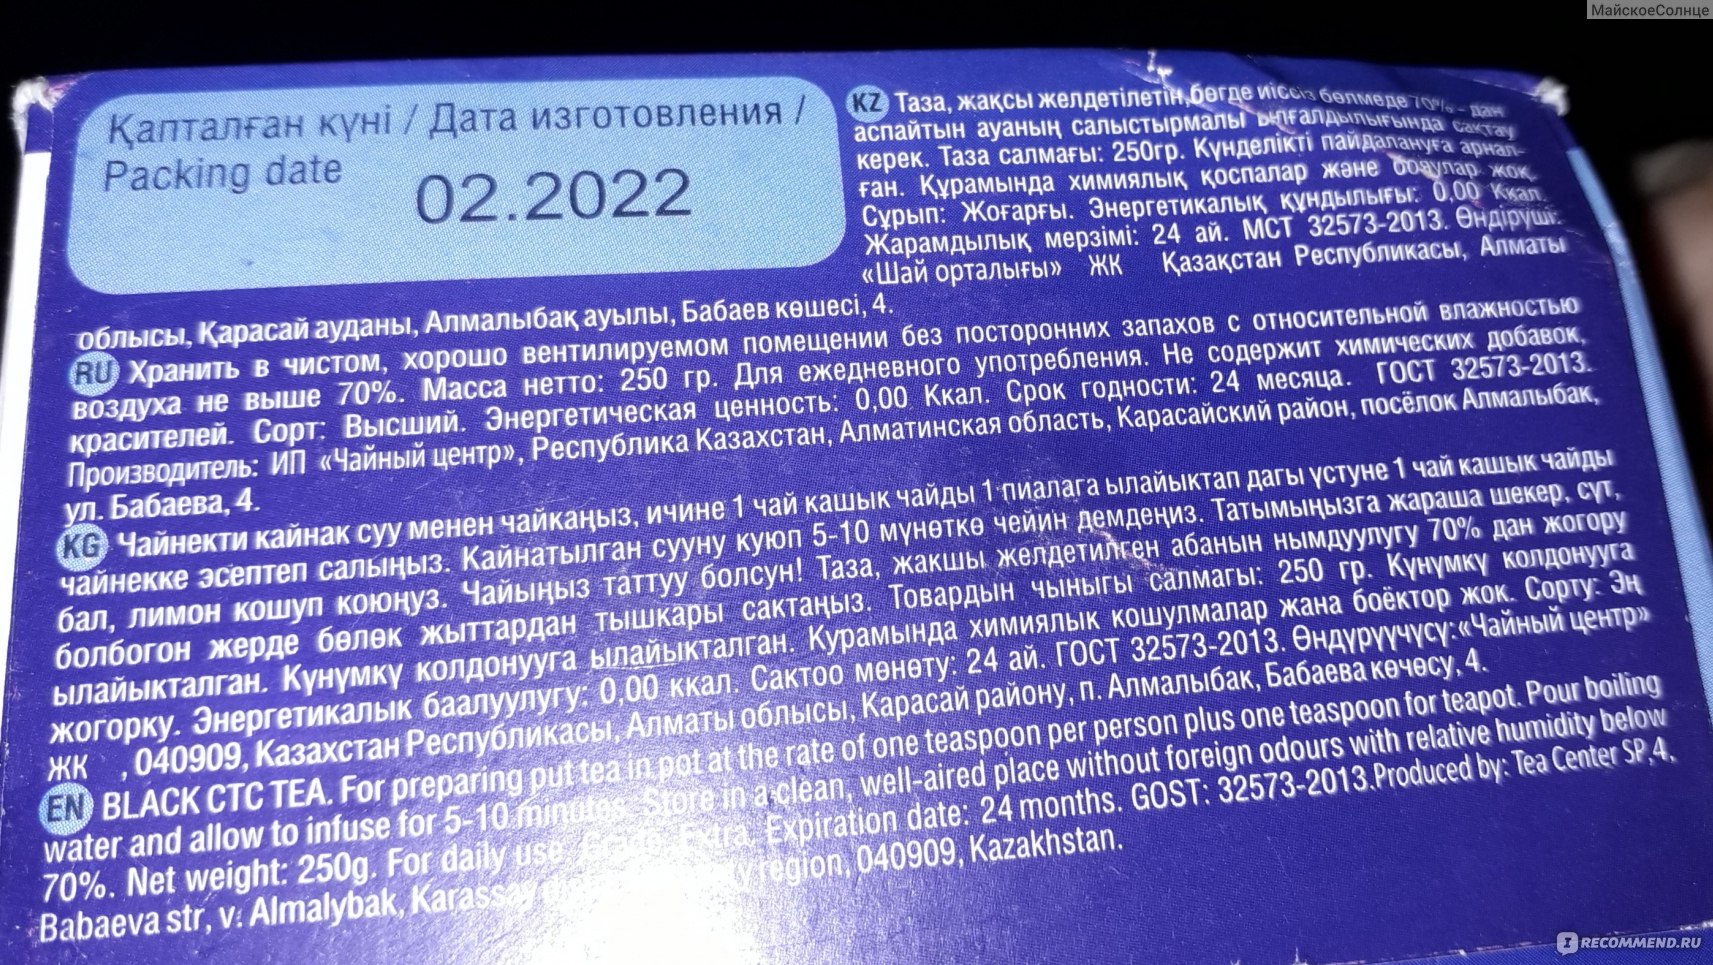 МайскоеСолнце
Қапталған күні / Дата изготовления /
Packing date
02.2022
KZ Таза, жақсы желдетілетін, бөгде иіссіз бөлмеде 70% - дан
аспайтын ауаның салыстырмалы ылғалдылығында сақтау
керек. Таза салмағы: 250гр. Күнделікті пайдалануға арнал-
ған. Құрамында химиялық қоспалар және бояулар жоқ.
Сұрып: Жоғарғы. Энергетикалық құндылығы: 0,00 Ккал.
Жарамдылық мерзімі: 24 ай. МСТ 32573-2013. Өндіруші:
«Шай орталығы» ЖК Қазақстан Республикасы, Алматы
облысы, Қарасай ауданы, Алмалыбақ ауылы, Бабаев көшесі, 4.
RU Хранить в чистом, хорошо вентилируемом помещении без посторонних запахов с относительной влажностью
воздуха не выше 70%. Масса нетто: 250 гр. Для ежедневного употребления. Не содержит химических добавок,
красителей. Сорт: Высший. Энергетическая ценность: 0,00 Ккал. Срок годности: 24 месяца. ГОСТ 32573-2013.
Производитель: ИП «Чайный центр», Республика Казахстан, Алматинская область, Карасайский район, посёлок Алмалыбак,
ул. Бабаева, 4.
KG Чайнекти кайнак суу менен чайкаңыз, ичине 1 чай кашык чайды 1 пиалага ылайыктап дагы үстүне 1 чай кашык чайды
чайнекке эсептеп салыңыз. Кайнатылган сууну куюп 5-10 мүнөткө чейин демдеңиз. Татымыңызга жараша шекер, сүт,
бал, лимон кошуп коюңуз. Чайыңыз таттуу болсун! Таза, жакшы желдетилген абанын нымдуулугу 70% дан жогору
болбогон жерде бөлөк жыттардан тышкары сактаңыз. Товардын чыныгы салмагы: 250 гр. Күнүмкү колдонууга
ылайыкталган. Күнүмкү колдонууга ылайыкталган. Курамында химиялык кошулмалар жана боёктор жок. Сорту: Эң
жогорку. Энергетикалык баалуулугу: 0,00 ккал. Сактоо мөнөтү: 24 ай. ГОСТ 32573-2013. Өндүрүүчүсү: «Чайный центр»
ЖК , 040909, Казахстан Республикасы, Алматы облысы, Карасай району, п. Алмалыбак, Бабаева көчөсу, 4.
EN BLACK CTC TEA. For preparing put tea in pot at the rate of one teaspoon per person plus one teaspoon for teapot. Pour boiling
water and allow to infuse for 5-10 minutes. Store in a clean, well-aired place without foreign odours with relative humidity below
70%. Net weight: 250g. For daily use. Grade: Extra. Expiration date: 24 months. GOST: 32573-2013. Produced by: Tea Center SP, 4,
Babaeva str, v. Almalybak, Karassay region, 040909, Kazakhstan.
IRECOMMEND.RU